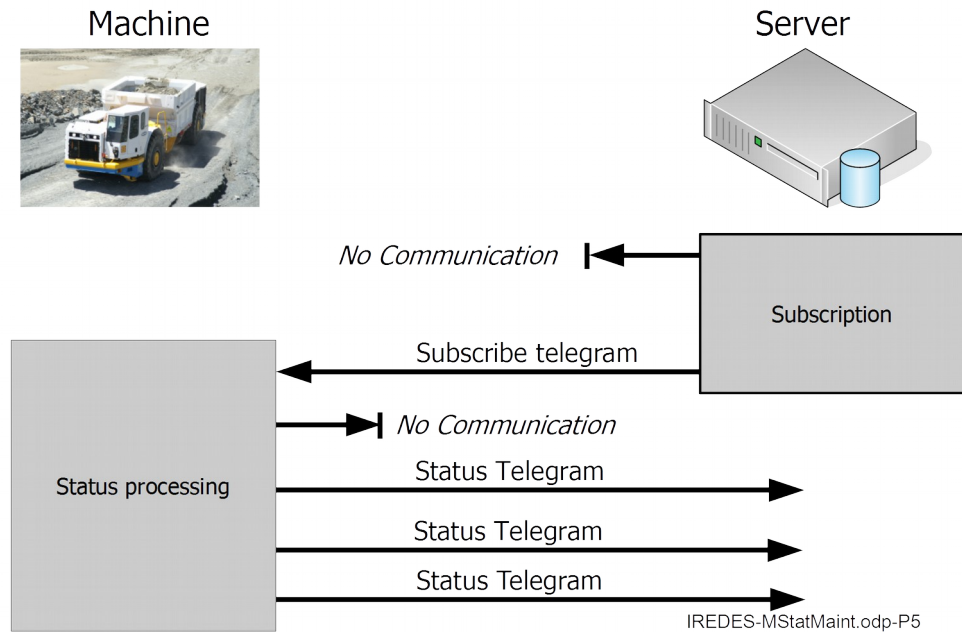 Machine
Server
No Communication
Subscription
Subscribe telegram
No Communication
Status Telegram
Status processing
Status Telegram
Status Telegram
IREDES-MStatMaint.odp-P5